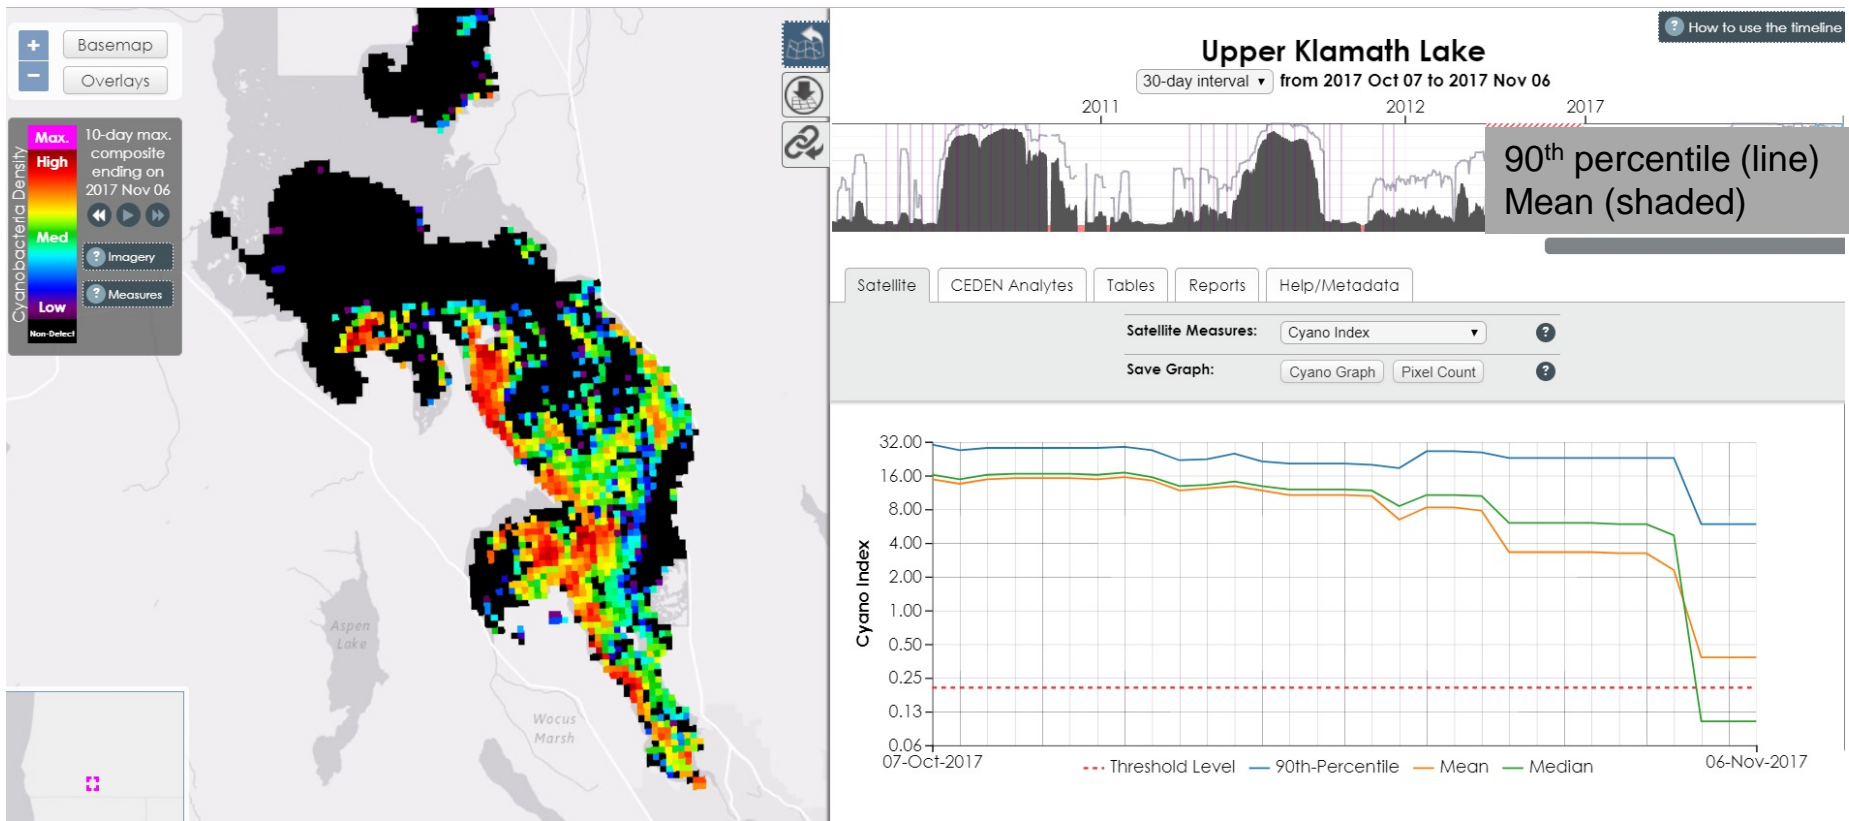 +
−
Basemap
Overlays
Cyanobacteria Density
Max.
High
Med
Low
Non-Detect
10-day max.
composite
ending on
2017 Nov 06
? Imagery
? Measures
Aspen
Lake
Wocus
Marsh
? How to use the timeline
Upper Klamath Lake
30-day interval ▼ from 2017 Oct 07 to 2017 Nov 06
2011 2012 2017
90th percentile (line)
Mean (shaded)
Satellite CEDEN Analytes Tables Reports Help/Metadata
Satellite Measures: Cyano Index ▼ ?
Save Graph: Cyano Graph Pixel Count ?
Cyano Index
32.00
16.00
8.00
4.00
2.00
1.00
0.50
0.25
0.13
0.06
07-Oct-2017 06-Nov-2017
Threshold Level 90th-Percentile Mean Median